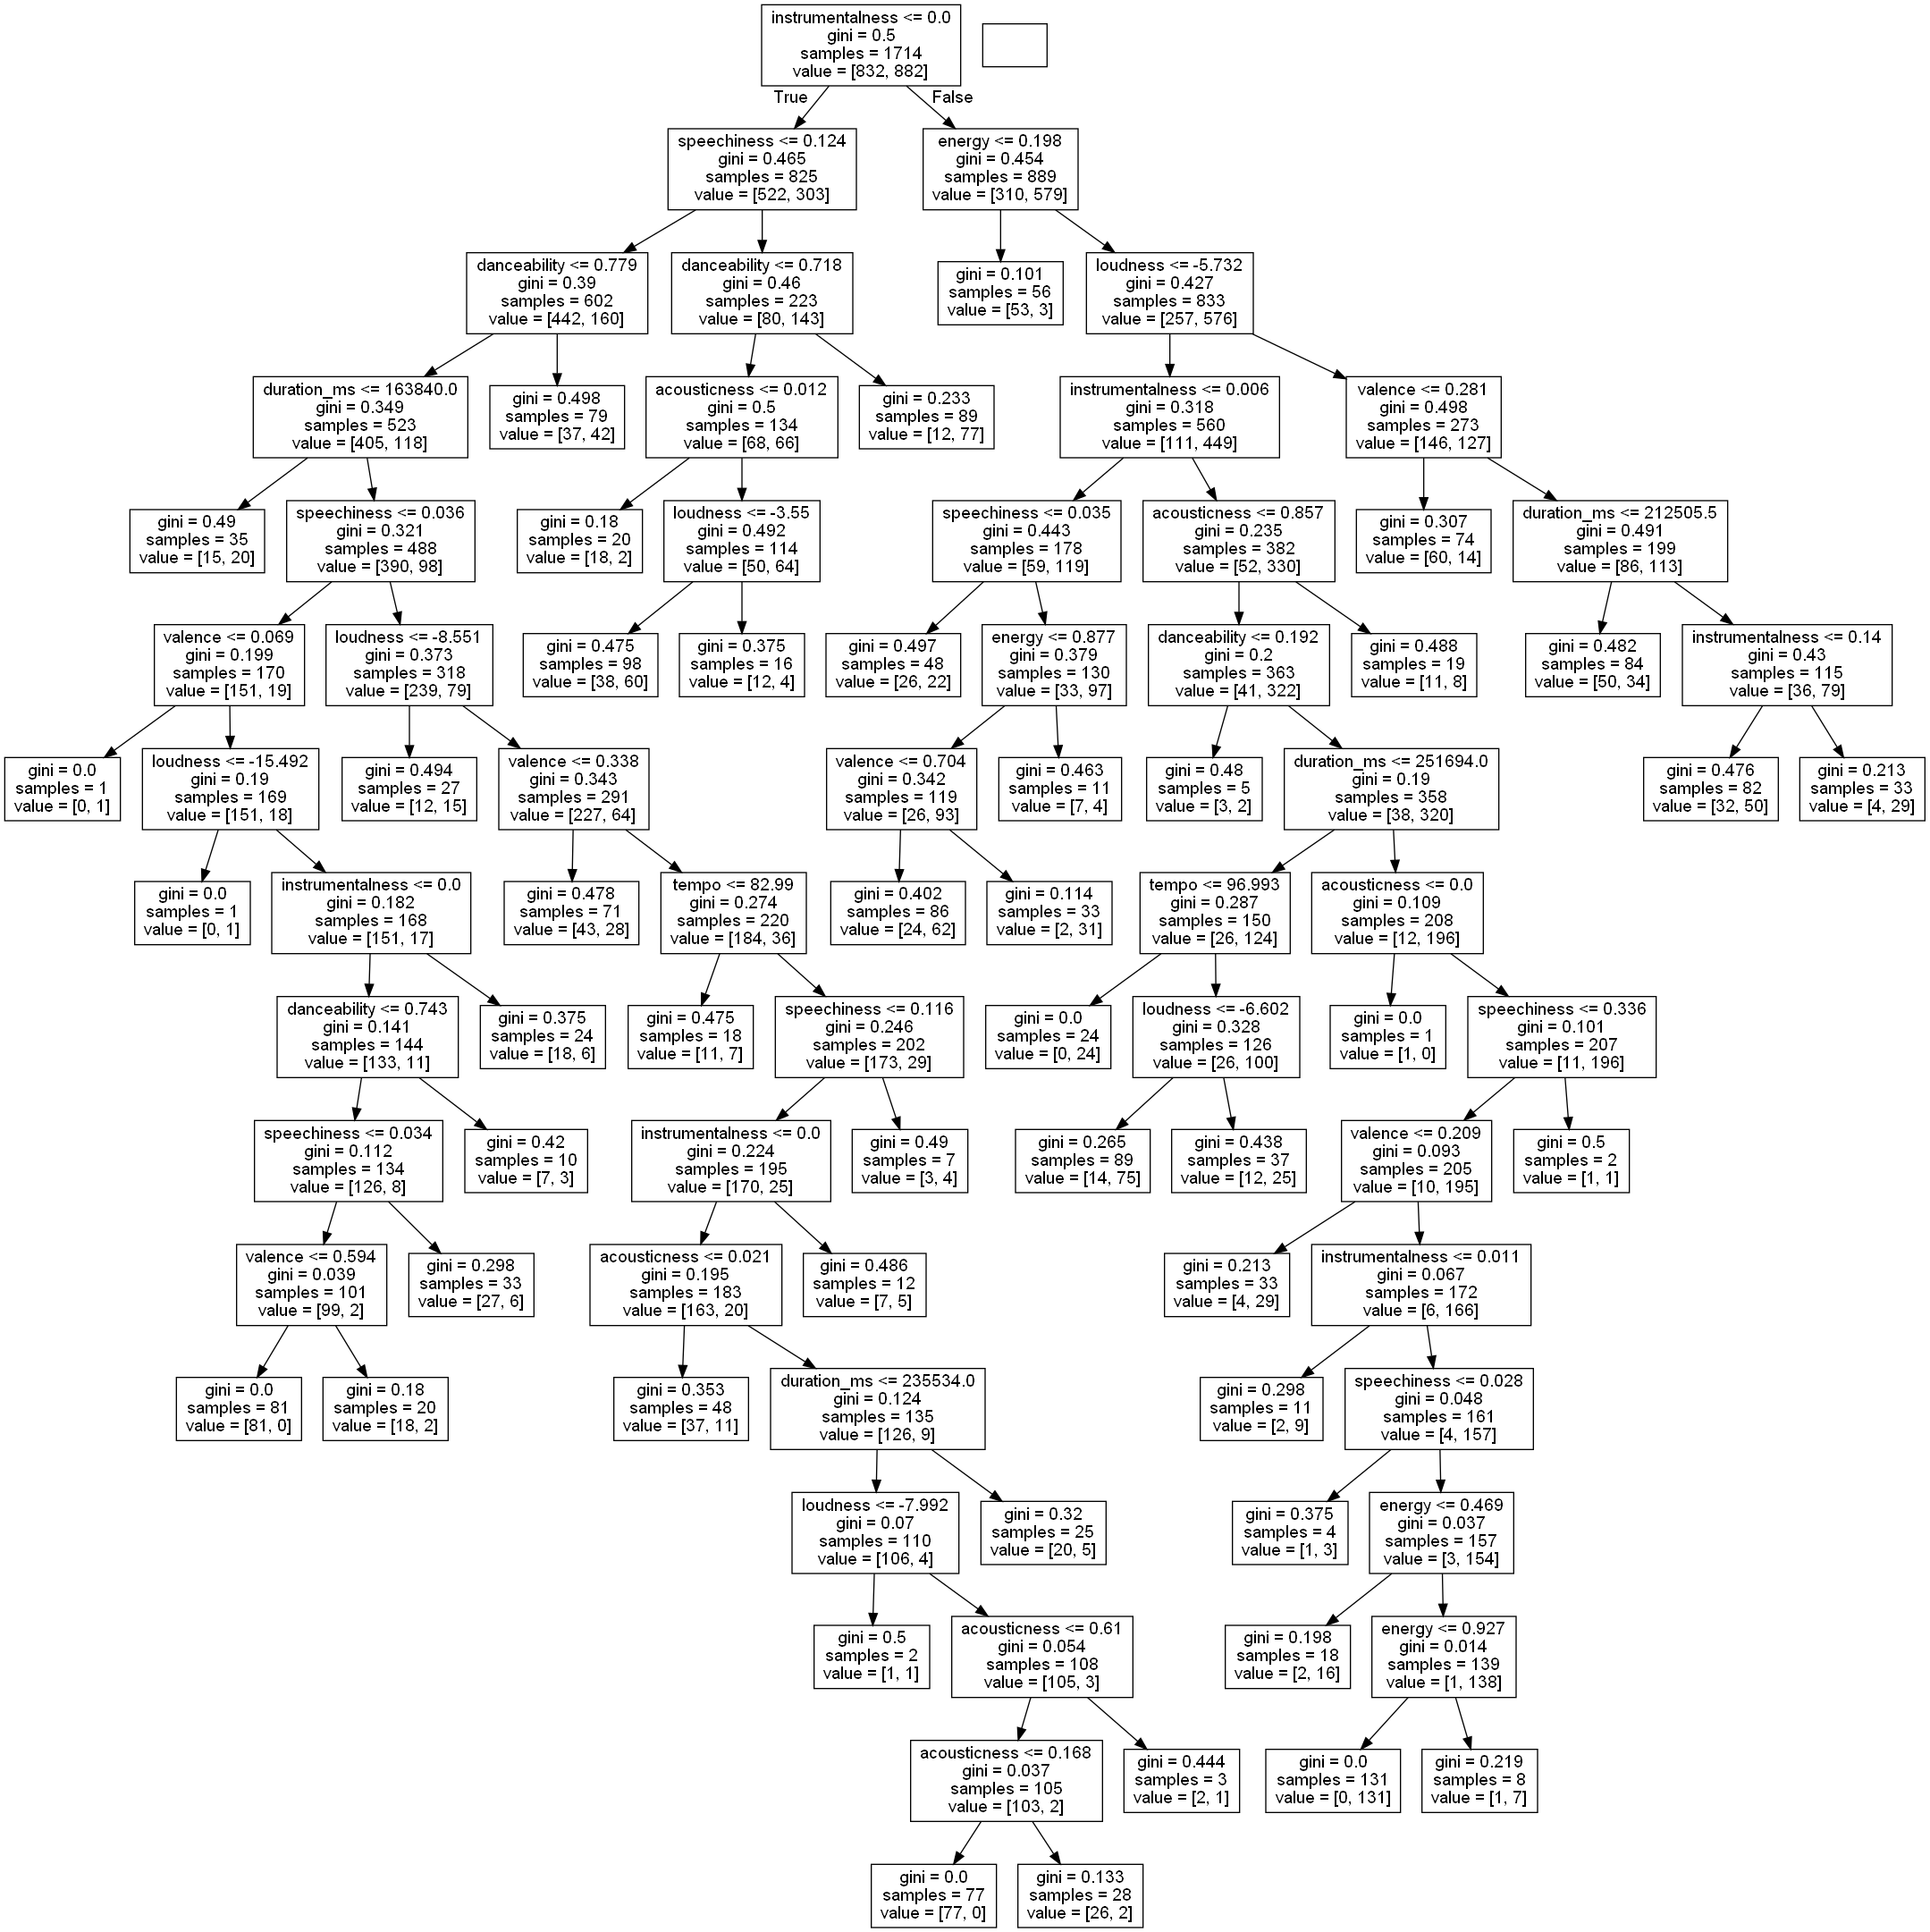 instrumentalness <= 0.0
gini = 0.5
samples = 1714
value = [832, 882]
True
False
speechiness <= 0.124
gini = 0.465
samples = 825
value = [522, 303]
energy <= 0.198
gini = 0.454
samples = 889
value = [310, 579]
danceability <= 0.779
gini = 0.39
samples = 602
value = [442, 160]
danceability <= 0.718
gini = 0.46
samples = 223
value = [80, 143]
gini = 0.101
samples = 56
value = [53, 3]
loudness <= -5.732
gini = 0.427
samples = 833
value = [257, 576]
duration_ms <= 163840.0
gini = 0.349
samples = 523
value = [405, 118]
gini = 0.498
samples = 79
value = [37, 42]
acousticness <= 0.012
gini = 0.5
samples = 134
value = [68, 66]
gini = 0.233
samples = 89
value = [12, 77]
instrumentalness <= 0.006
gini = 0.318
samples = 560
value = [111, 449]
valence <= 0.281
gini = 0.498
samples = 273
value = [146, 127]
gini = 0.49
samples = 35
value = [15, 20]
speechiness <= 0.036
gini = 0.321
samples = 488
value = [390, 98]
gini = 0.18
samples = 20
value = [18, 2]
loudness <= -3.55
gini = 0.492
samples = 114
value = [50, 64]
speechiness <= 0.035
gini = 0.443
samples = 178
value = [59, 119]
acousticness <= 0.857
gini = 0.235
samples = 382
value = [52, 330]
gini = 0.307
samples = 74
value = [60, 14]
duration_ms <= 212505.5
gini = 0.491
samples = 199
value = [86, 113]
valence <= 0.069
gini = 0.199
samples = 170
value = [151, 19]
loudness <= -8.551
gini = 0.373
samples = 318
value = [239, 79]
gini = 0.475
samples = 98
value = [38, 60]
gini = 0.375
samples = 16
value = [12, 4]
gini = 0.497
samples = 48
value = [26, 22]
energy <= 0.877
gini = 0.379
samples = 130
value = [33, 97]
danceability <= 0.192
gini = 0.2
samples = 363
value = [41, 322]
gini = 0.488
samples = 19
value = [11, 8]
gini = 0.482
samples = 84
value = [50, 34]
instrumentalness <= 0.14
gini = 0.43
samples = 115
value = [36, 79]
gini = 0.0
samples = 1
value = [0, 1]
loudness <= -15.492
gini = 0.19
samples = 169
value = [151, 18]
gini = 0.494
samples = 27
value = [12, 15]
valence <= 0.338
gini = 0.343
samples = 291
value = [227, 64]
valence <= 0.704
gini = 0.342
samples = 119
value = [26, 93]
gini = 0.463
samples = 11
value = [7, 4]
gini = 0.48
samples = 5
value = [3, 2]
duration_ms <= 251694.0
gini = 0.19
samples = 358
value = [38, 320]
gini = 0.476
samples = 82
value = [32, 50]
gini = 0.213
samples = 33
value = [4, 29]
gini = 0.0
samples = 1
value = [0, 1]
instrumentalness <= 0.0
gini = 0.182
samples = 168
value = [151, 17]
gini = 0.478
samples = 71
value = [43, 28]
tempo <= 82.99
gini = 0.274
samples = 220
value = [184, 36]
gini = 0.402
samples = 86
value = [24, 62]
gini = 0.114
samples = 33
value = [2, 31]
tempo <= 96.993
gini = 0.287
samples = 150
value = [26, 124]
acousticness <= 0.0
gini = 0.109
samples = 208
value = [12, 196]
danceability <= 0.743
gini = 0.141
samples = 144
value = [133, 11]
gini = 0.375
samples = 24
value = [18, 6]
gini = 0.475
samples = 18
value = [11, 7]
speechiness <= 0.116
gini = 0.246
samples = 202
value = [173, 29]
gini = 0.0
samples = 24
value = [0, 24]
loudness <= -6.602
gini = 0.328
samples = 126
value = [26, 100]
gini = 0.0
samples = 1
value = [1, 0]
speechiness <= 0.336
gini = 0.101
samples = 207
value = [11, 196]
speechiness <= 0.034
gini = 0.112
samples = 134
value = [126, 8]
gini = 0.42
samples = 10
value = [7, 3]
instrumentalness <= 0.0
gini = 0.224
samples = 195
value = [170, 25]
gini = 0.49
samples = 7
value = [3, 4]
gini = 0.265
samples = 89
value = [14, 75]
gini = 0.438
samples = 37
value = [12, 25]
valence <= 0.209
gini = 0.093
samples = 205
value = [10, 195]
gini = 0.5
samples = 2
value = [1, 1]
valence <= 0.594
gini = 0.039
samples = 101
value = [99, 2]
gini = 0.298
samples = 33
value = [27, 6]
acousticness <= 0.021
gini = 0.195
samples = 183
value = [163, 20]
gini = 0.486
samples = 12
value = [7, 5]
gini = 0.213
samples = 33
value = [4, 29]
instrumentalness <= 0.011
gini = 0.067
samples = 172
value = [6, 166]
gini = 0.0
samples = 81
value = [81, 0]
gini = 0.18
samples = 20
value = [18, 2]
gini = 0.353
samples = 48
value = [37, 11]
duration_ms <= 235534.0
gini = 0.124
samples = 135
value = [126, 9]
gini = 0.298
samples = 11
value = [2, 9]
speechiness <= 0.028
gini = 0.048
samples = 161
value = [4, 157]
loudness <= -7.992
gini = 0.07
samples = 110
value = [106, 4]
gini = 0.32
samples = 25
value = [20, 5]
gini = 0.375
samples = 4
value = [1, 3]
energy <= 0.469
gini = 0.037
samples = 157
value = [3, 154]
gini = 0.5
samples = 2
value = [1, 1]
acousticness <= 0.61
gini = 0.054
samples = 108
value = [105, 3]
gini = 0.198
samples = 18
value = [2, 16]
energy <= 0.927
gini = 0.014
samples = 139
value = [1, 138]
acousticness <= 0.168
gini = 0.037
samples = 105
value = [103, 2]
gini = 0.444
samples = 3
value = [2, 1]
gini = 0.0
samples = 131
value = [0, 131]
gini = 0.219
samples = 8
value = [1, 7]
gini = 0.0
samples = 77
value = [77, 0]
gini = 0.133
samples = 28
value = [26, 2]